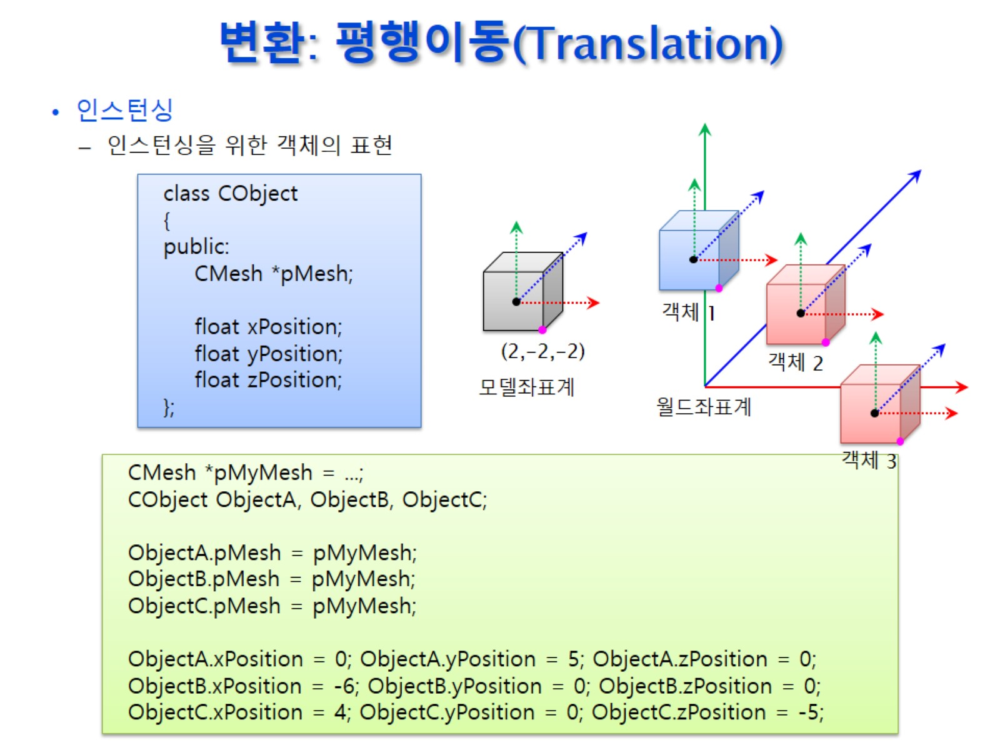 변환: 평행이동(Translation)
• 인스턴싱
– 인스턴싱을 위한 객체의 표현
class CObject
{
public:
CMesh *pMesh;
float xPosition;
float yPosition;
float zPosition;
};
(2,-2,-2)
모델좌표계
객체 1
객체 2
월드좌표계
객체 3
CMesh *pMyMesh = ...;
CObject ObjectA, ObjectB, ObjectC;
ObjectA.pMesh = pMyMesh;
ObjectB.pMesh = pMyMesh;
ObjectC.pMesh = pMyMesh;
ObjectA.xPosition = 0; ObjectA.yPosition = 5; ObjectA.zPosition = 0;
ObjectB.xPosition = -6; ObjectB.yPosition = 0; ObjectB.zPosition = 0;
ObjectC.xPosition = 4; ObjectC.yPosition = 0; ObjectC.zPosition = -5;